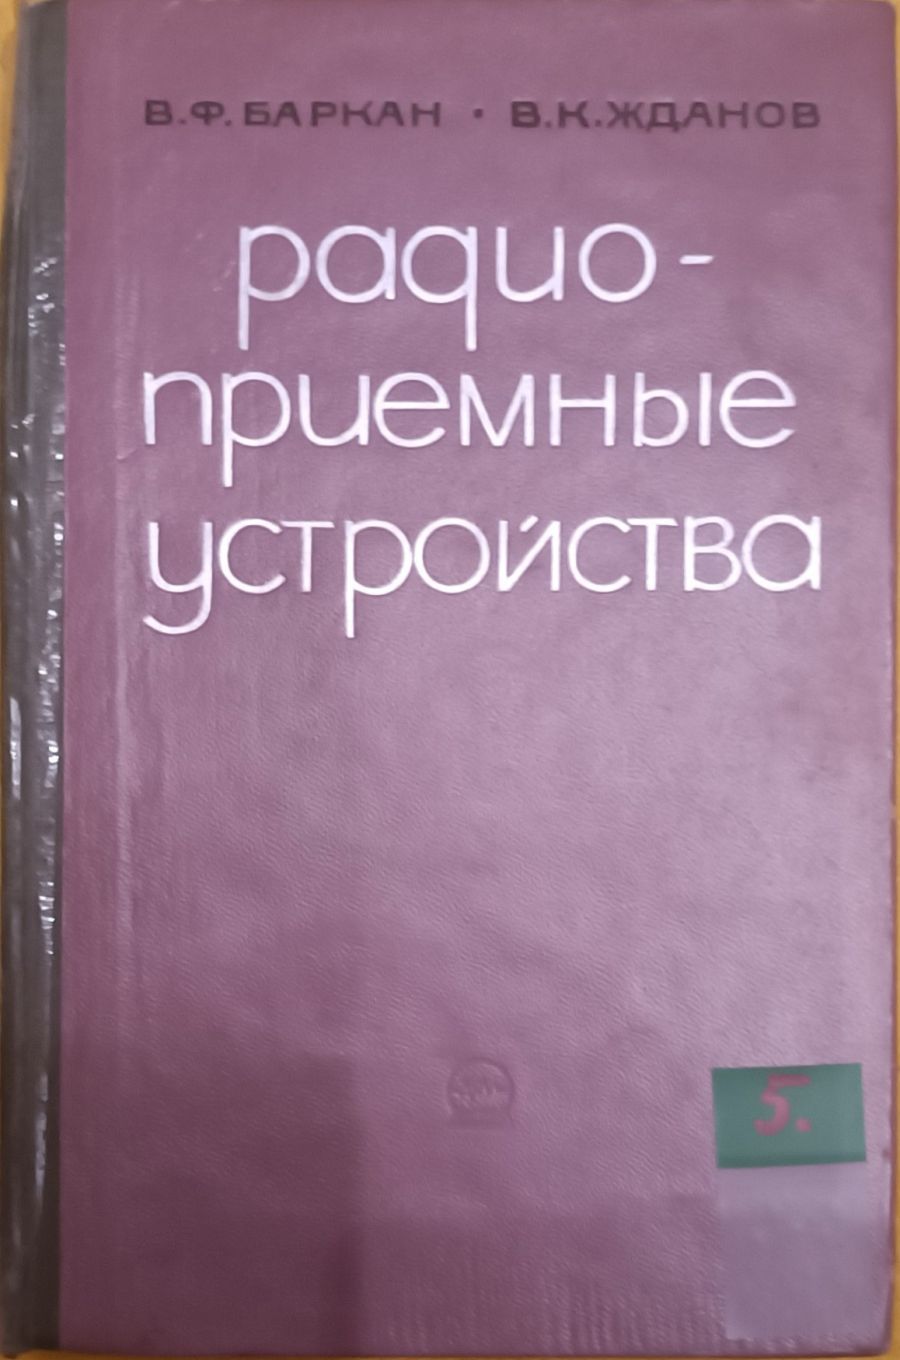 В.Ф. БАРКАН • В.К. ЖДАНОВ
радио-
приемные
устройства
5.